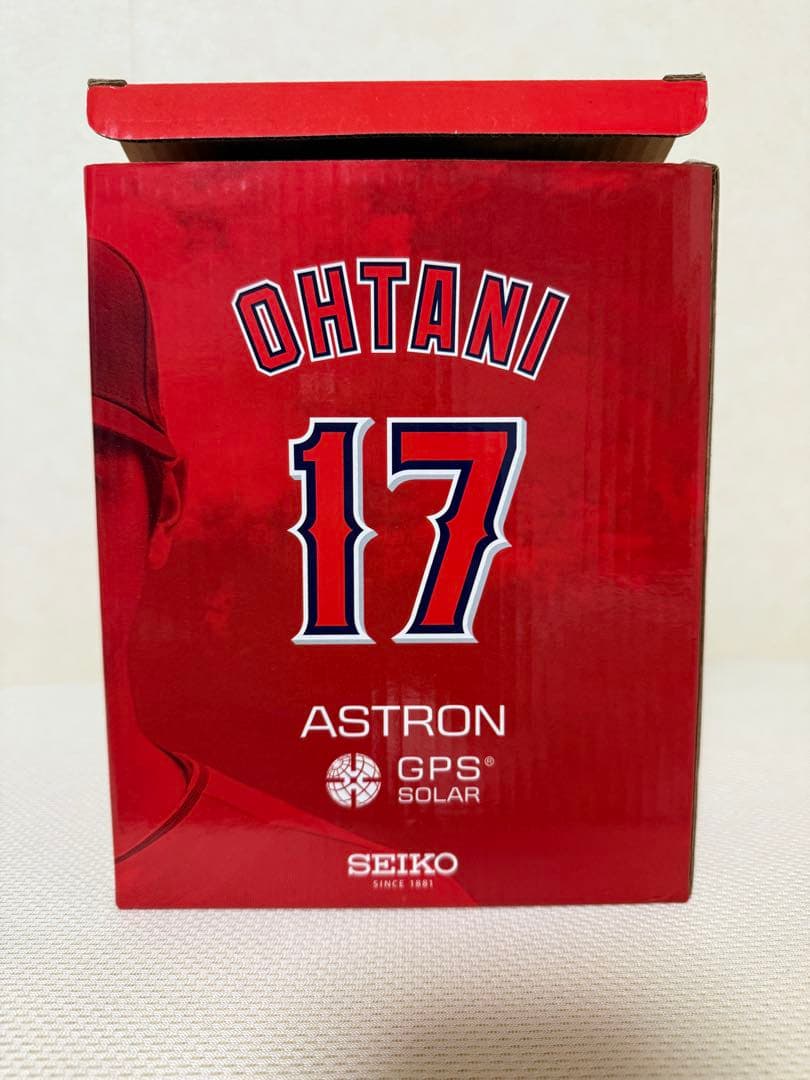 OHTANI
17
ASTRON
GPS®
SOLAR
SEIKO
SINCE 1881